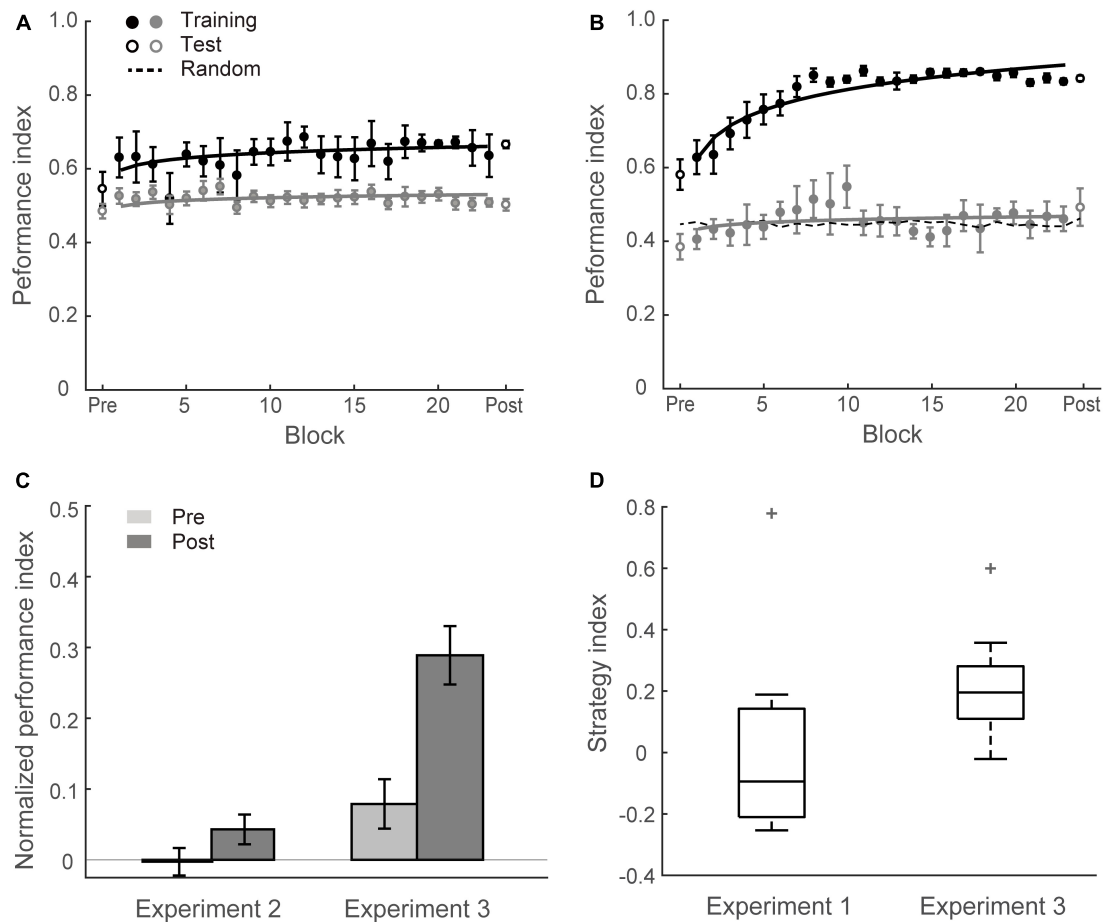 A
1.0
0.8
0.6
0.4
0.2
0
Peformance index
Training
Test
Random
Pre 5 10 15 20 Post
Block
B
1.0
0.8
0.6
0.4
0.2
0
Peformance index
Pre 5 10 15 20 Post
Block
C
0.5
0.4
0.3
0.2
0.1
0
Normalized performance index
Pre
Post
Experiment 2 Experiment 3
D
0.8
0.6
0.4
0.2
0
-0.2
-0.4
Strategy index
Experiment 1 Experiment 3